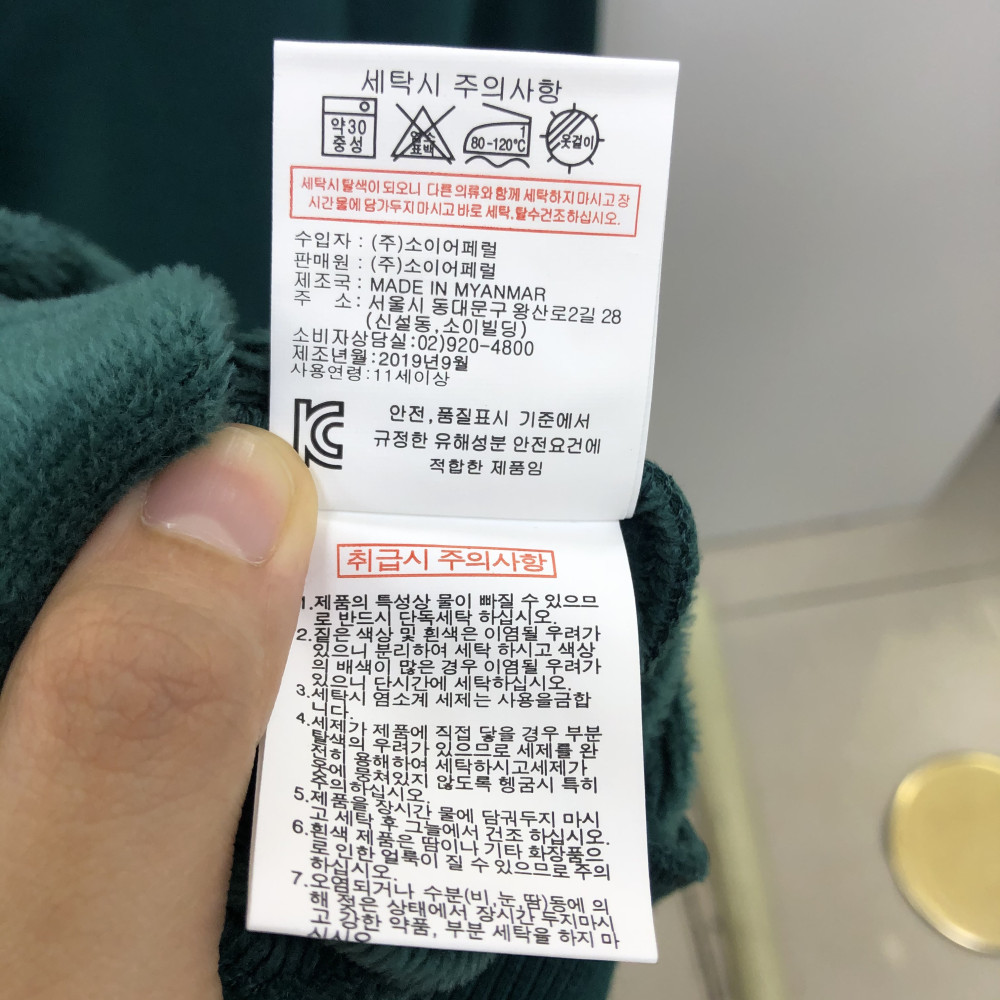 세탁시 주의사항
약30
중성
염소
표백
1
80-120℃
옷걸이
세탁시 탈색이 되오니 다른 의류와 함께 세탁하지 마시고 장
시간 물에 담가두지 마시고 바로 세탁.탈수건조하십시오.
수입자 : (주)소이어페럴
판매원 : (주)소이어페럴
제조국 : MADE IN MYANMAR
주 소 : 서울시 동대문구 왕산로2길 28
(신설동,소이빌딩)
소비자상담실:02)920-4800
제조년월:2019년9월
사용연령:11세이상
안전,품질표시 기준에서
규정한 유해성분 안전요건에
적합한 제품임
취급시 주의사항
1.제품의 특성상 물이 빠질 수 있으므
로 반드시 단독세탁 하십시오.
2.짙은 색상 및 흰색은 이염될 우려가
있으니 분리하여 세탁 하시고 색상
의 배색이 많은 경우 이염될 우려가
있으니 단시간에 세탁하십시오.
3.세탁시 염소계 세제는 사용을금합
니다.
4.세제가 제품에 직접 닿을 경우 부분
탈색의 우려가 있으므로 세제를 완
전히 용해하여 세탁하시고세제가
옷에 뭉쳐있지 않도록 헹굼시 특히
주의하십시오.
5.제품을 장시간 물에 담궈두지 마시
고 세탁 후 그늘에서 건조 하십시오.
6.흰색 제품은 땀이나 기타 화장품으
로 인한 얼룩이 질 수 있으므로 주의
하십시오.
7.오염되거나 수분(비,눈,땀)등에 의
해 젖은 상태에서 장시간 두지마시
고 강한 약품, 부분 세탁을 하지 마
십시오